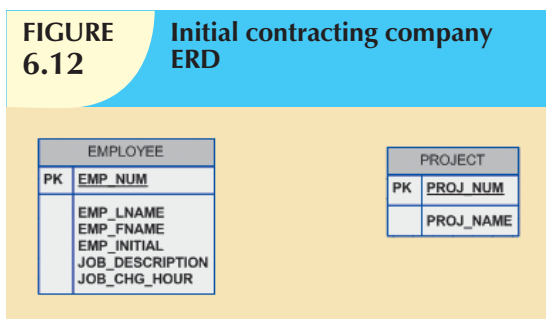 FIGURE
6.12
Initial contracting company
ERD
EMPLOYEE
PK EMP_NUM
EMP_LNAME
EMP_FNAME
EMP_INITIAL
JOB_DESCRIPTION
JOB_CHG_HOUR
PROJECT
PK PROJ_NUM
PROJ_NAME